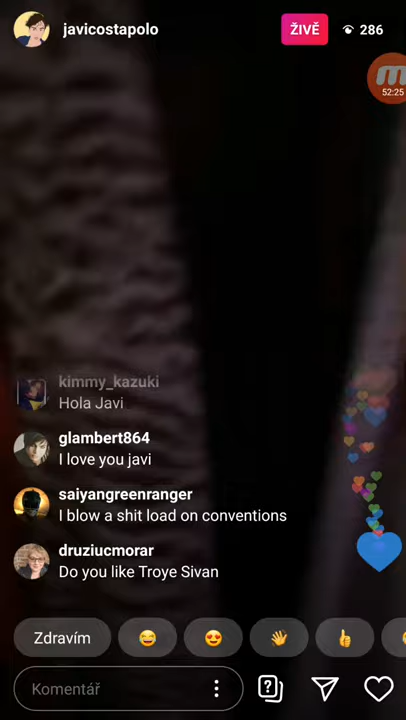 javicostapolo
ŽIVĚ
286
52:25
kimmy_kazuki
Hola Javi
glambert864
I love you javi
saiyangreenranger
I blow a shit load on conventions
druziucmorar
Do you like Troye Sivan
Zdravím
Komentář